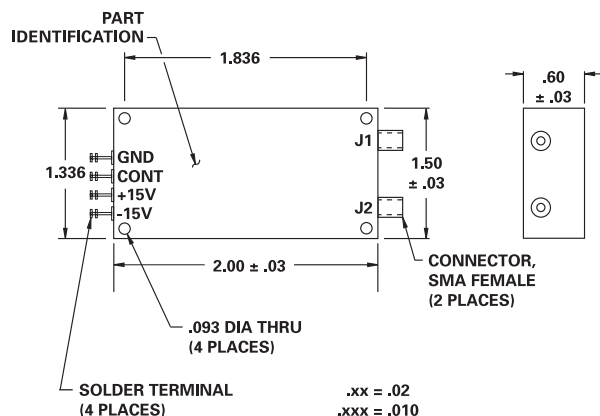 PART
IDENTIFICATION
1.836
.60
± .03
J1
GND
CONT
1.336
1.50
± .03
+15V
-15V
J2
2.00 ± .03
CONNECTOR,
SMA FEMALE
(2 PLACES)
.093 DIA THRU
(4 PLACES)
SOLDER TERMINAL
(4 PLACES)
.xx = .02
.xxx = .010